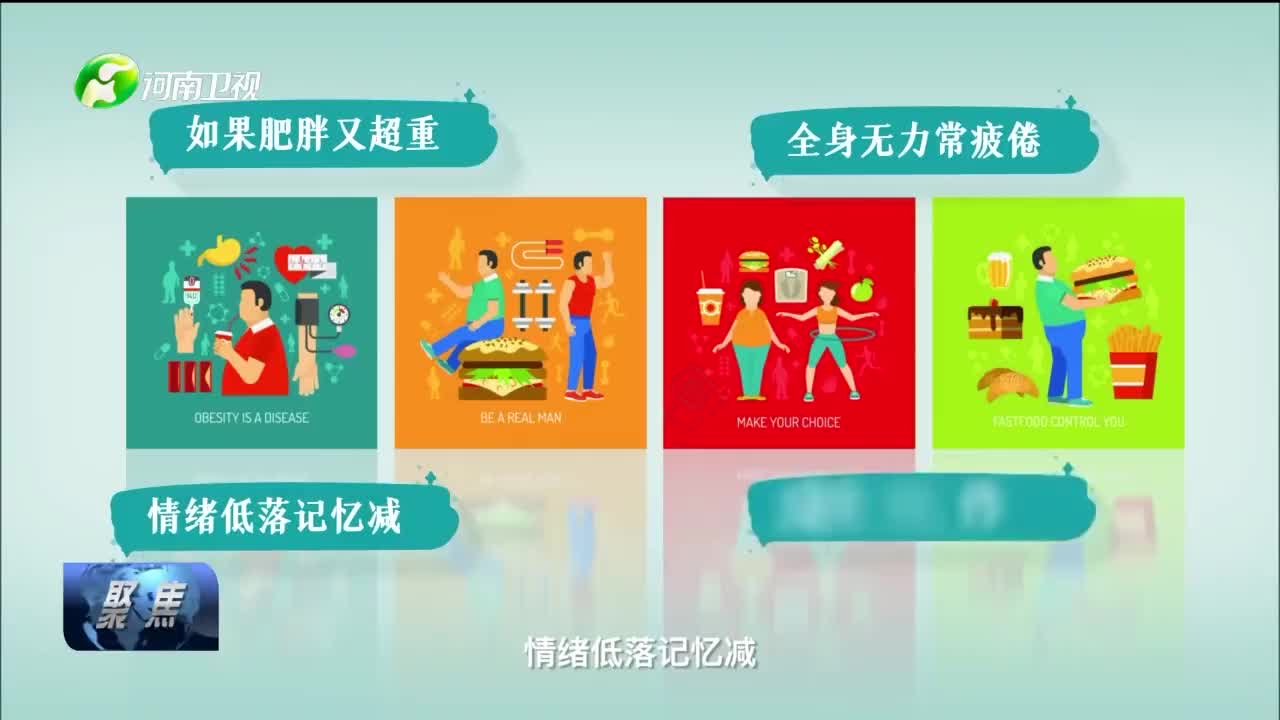 河南卫视
如果肥胖又超重
全身无力常疲倦
OBESITY IS A DISEASE
BE A REAL MAN
MAKE YOUR CHOICE
FASTFOOD CONTROL YOU
情绪低落记忆减
聚焦
情绪低落记忆减